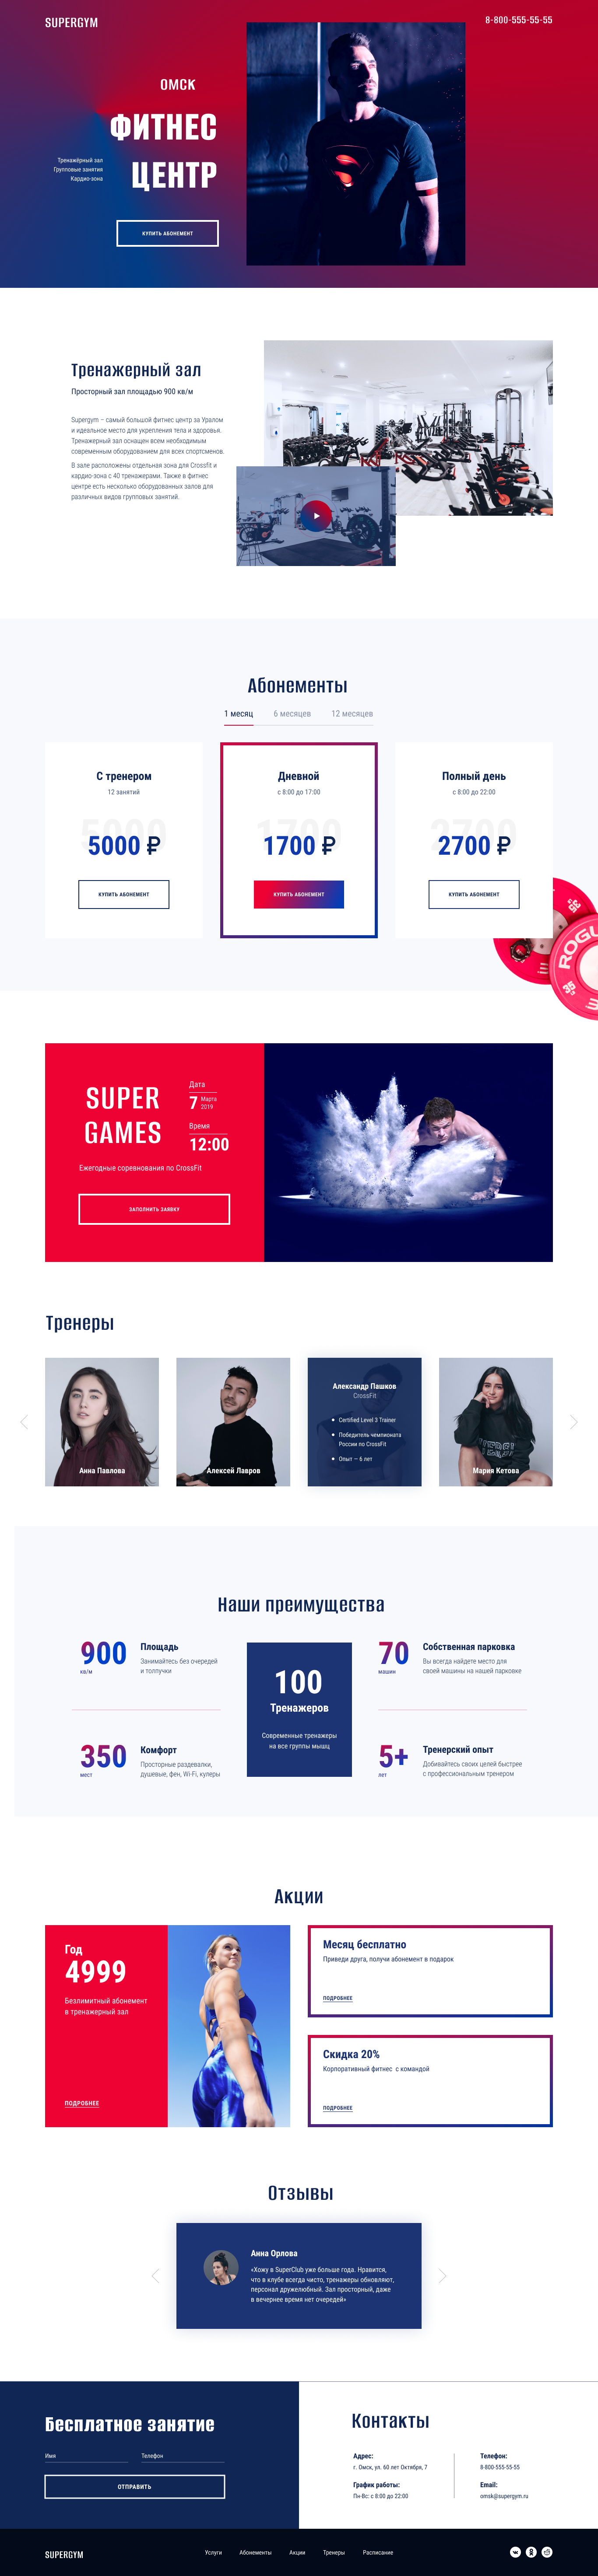 SUPERGYM
8-800-555-55-55
ОМСК
ФИТНЕС
ЦЕНТР
Тренажёрный зал
Групповые занятия
Кардио-зона
КУПИТЬ АБОНЕМЕНТ
Тренажерный зал
Просторный зал площадью 900 кв/м
Supergym – самый большой фитнес центр за Уралом
и идеальное место для укрепления тела и здоровья.
Тренажерный зал оснащен всем необходимым
современным оборудованием для всех спортсменов.
В зале расположены отдельная зона для Crossfit и
кардио-зона с 40 тренажерами. Также в фитнес
центре есть несколько оборудованных залов для
различных видов групповых занятий.
Абонементы
1 месяц
6 месяцев
12 месяцев
С тренером
12 занятий
5000
5000 ₽
КУПИТЬ АБОНЕМЕНТ
Дневной
с 8:00 до 17:00
1700
1700 ₽
КУПИТЬ АБОНЕМЕНТ
Полный день
с 8:00 до 22:00
2700
2700 ₽
КУПИТЬ АБОНЕМЕНТ
35
ROGUE
35
SUPER
GAMES
Дата
7 Марта
2019
Время
12:00
Ежегодные соревнования по CrossFit
ЗАПОЛНИТЬ ЗАЯВКУ
Тренеры
Анна Павлова
Алексей Лавров
Александр Пашков
CrossFit
Certified Level 3 Trainer
Победитель чемпионата
России по CrossFit
Опыт — 6 лет
Мария Кетова
Наши преимущества
900
кв/м
Площадь
Занимайтесь без очередей
и толпучки
350
мест
Комфорт
Просторные раздевалки,
душевые, фен, Wi-Fi, кулеры
100
Тренажеров
Современные тренажеры
на все группы мышц
70
машин
Собственная парковка
Вы всегда найдете место для
своей машины на нашей парковке
5+
лет
Тренерский опыт
Добивайтесь своих целей быстрее
с профессиональным тренером
Акции
Год
4999
Безлимитный абонемент
в тренажерный зал
ПОДРОБНЕЕ
Месяц бесплатно
Приведи друга, получи абонемент в подарок
ПОДРОБНЕЕ
Скидка 20%
Корпоративный фитнес с командой
ПОДРОБНЕЕ
Отзывы
Анна Орлова
«Хожу в SuperClub уже больше года. Нравится,
что в клубе всегда чисто, тренажеры обновляют,
персонал дружелюбный. Зал просторный, даже
в вечернее время нет очередей»
Бесплатное занятие
Имя
Телефон
ОТПРАВИТЬ
Контакты
Адрес:
г. Омск, ул. 60 лет Октября, 7
График работы:
Пн-Вс: с 8:00 до 22:00
Телефон:
8-800-555-55-55
Email:
omsk@supergym.ru
SUPERGYM
Услуги
Абонементы
Акции
Тренеры
Расписание